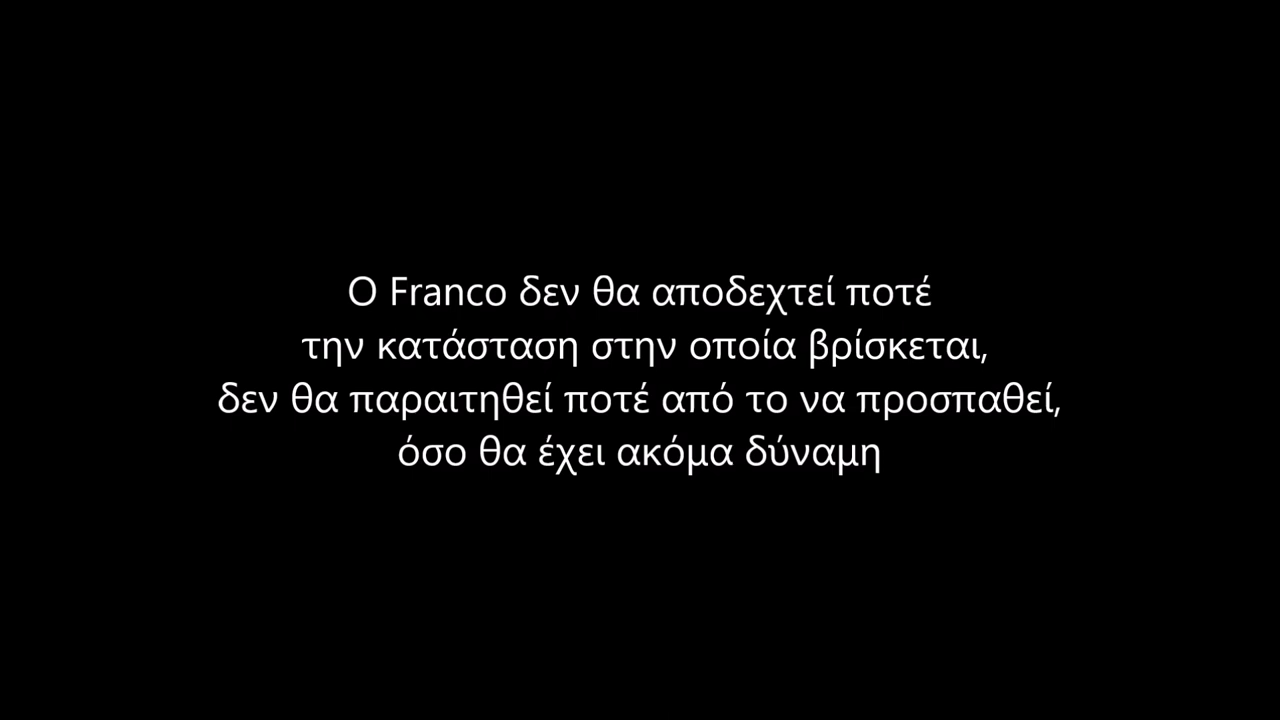 Ο Franco δεν θα αποδεχτεί ποτέ
την κατάσταση στην οποία βρίσκεται,
δεν θα παραιτηθεί ποτέ από το να προσπαθεί,
όσο θα έχει ακόμα δύναμη